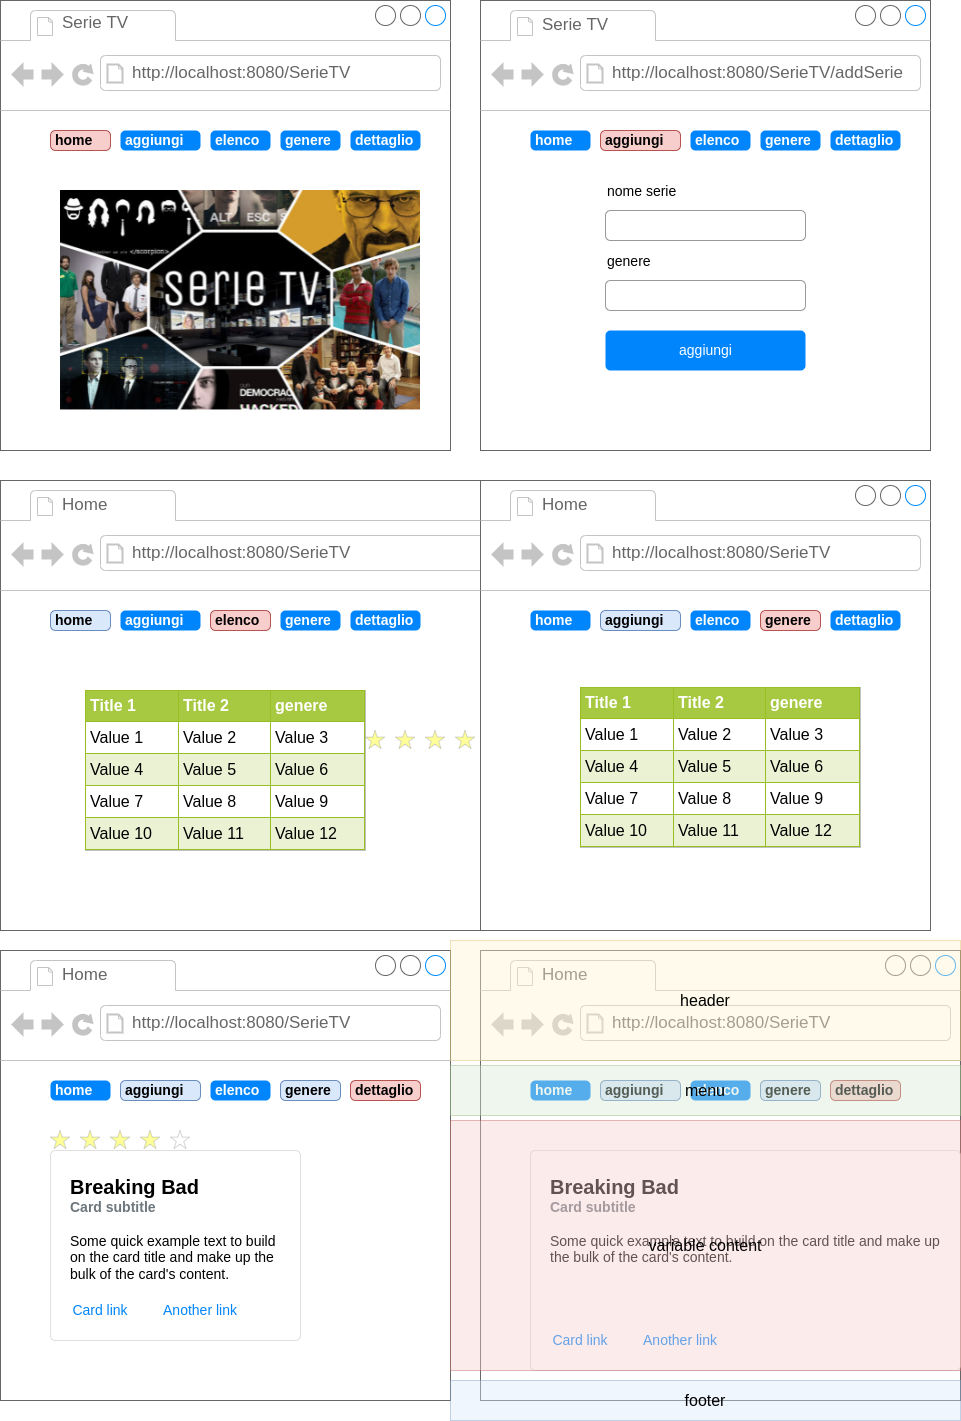 Serie TV
http://localhost:8080/SerieTV
home aggiungi elenco genere dettaglio
ALT ESC S
</scorpion>
serie TV
DEMOCRAC
HACKED
Serie TV
http://localhost:8080/SerieTV/addSerie
home aggiungi elenco genere dettaglio
nome serie
genere
aggiungi
Home
http://localhost:8080/SerieTV
home aggiungi elenco genere dettaglio
Title 1 Title 2 genere
Value 1 Value 2 Value 3
Value 4 Value 5 Value 6
Value 7 Value 8 Value 9
Value 10 Value 11 Value 12
Home
http://localhost:8080/SerieTV
home aggiungi elenco genere dettaglio
Title 1 Title 2 genere
Value 1 Value 2 Value 3
Value 4 Value 5 Value 6
Value 7 Value 8 Value 9
Value 10 Value 11 Value 12
Home
http://localhost:8080/SerieTV
home aggiungi elenco genere dettaglio
Breaking Bad
Card subtitle
Some quick example text to build
on the card title and make up the
bulk of the card's content.
Card link Another link
Home
header
http://localhost:8080/SerieTV
home aggiungi elenco genere dettaglio
menu
Breaking Bad
Card subtitle
Some quick example text to build on the card title and make up
variable content
the bulk of the card's content.
Card link Another link
footer